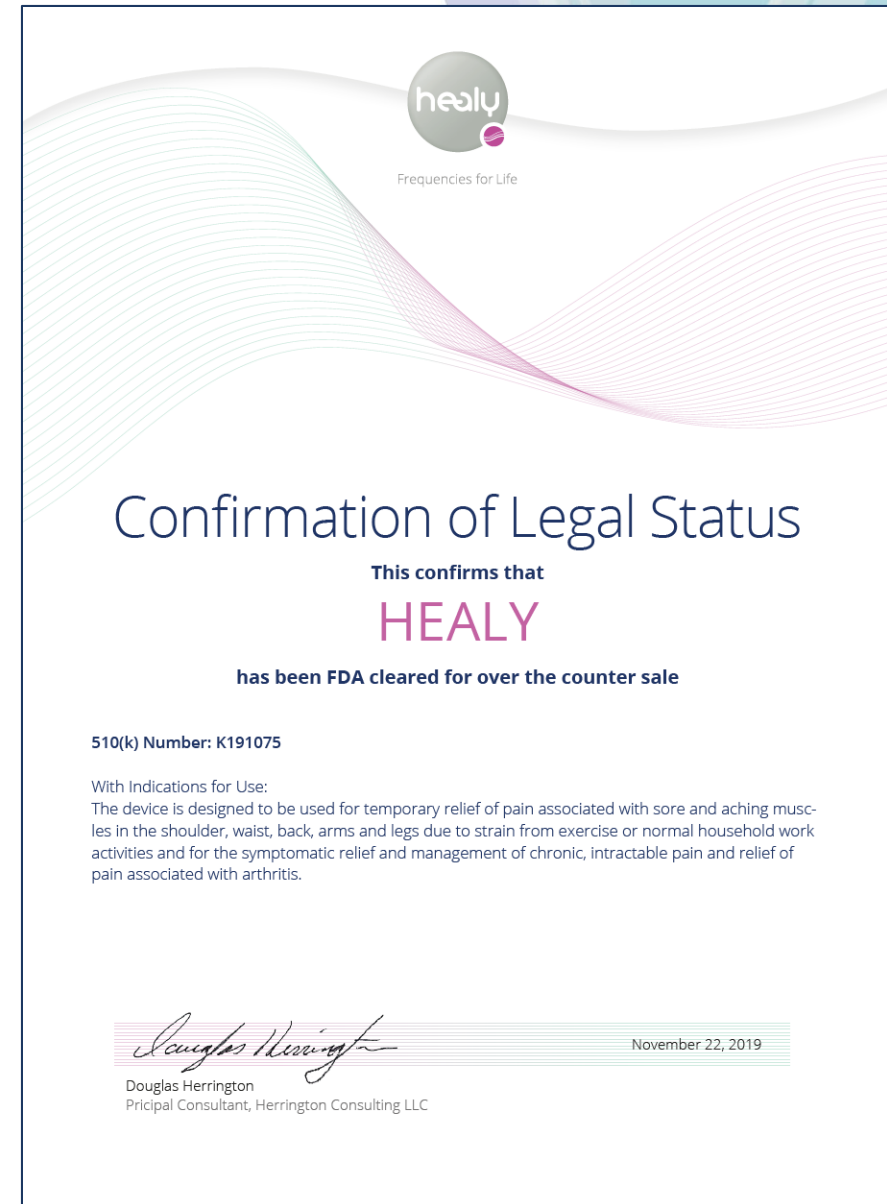 healy
Frequencies for Life
Confirmation of Legal Status
This confirms that
HEALY
has been FDA cleared for over the counter sale
510(k) Number: K191075
With Indications for Use:
The device is designed to be used for temporary relief of pain associated with sore and aching musc-
les in the shoulder, waist, back, arms and legs due to strain from exercise or normal household work
activities and for the symptomatic relief and management of chronic, intractable pain and relief of
pain associated with arthritis.
Douglas Herrington
November 22, 2019
Douglas Herrington
Pricipal Consultant, Herrington Consulting LLC